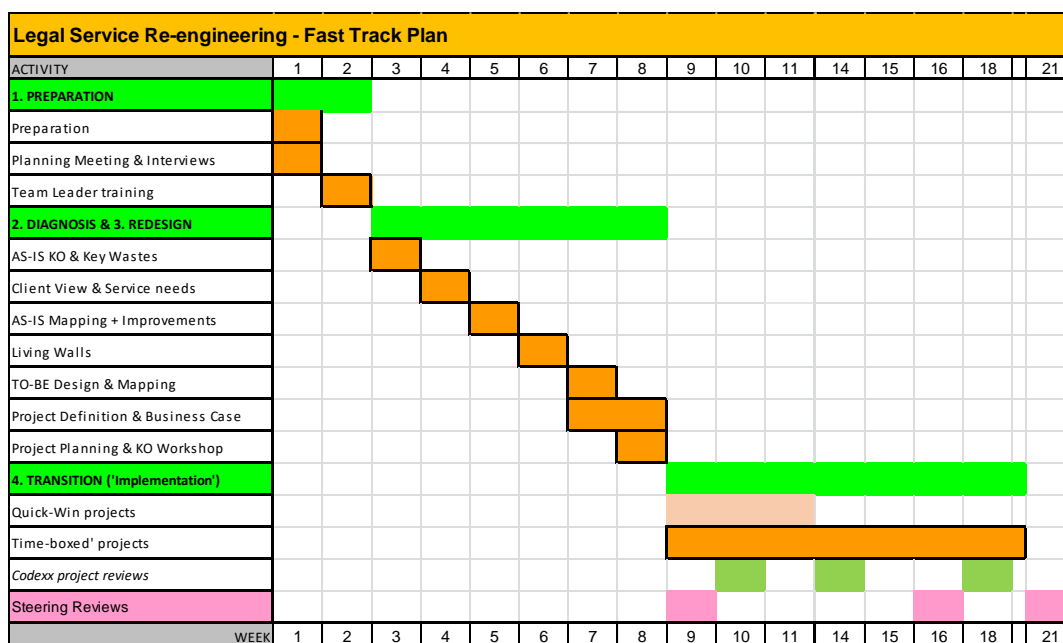 Legal Service Re-engineering - Fast Track Plan
ACTIVITY 1 2 3 4 5 6 7 8 9 10 11 14 15 16 18 21
1. PREPARATION
Preparation
Planning Meeting & Interviews
Team Leader training
2. DIAGNOSIS & 3. REDESIGN
AS-IS KO & Key Wastes
Client View & Service needs
AS-IS Mapping + Improvements
Living Walls
TO-BE Design & Mapping
Project Definition & Business Case
Project Planning & KO Workshop
4. TRANSITION ('Implementation')
Quick-Win projects
Time-boxed' projects
Codexx project reviews
Steering Reviews
WEEK 1 2 3 4 5 6 7 8 9 10 11 14 15 16 18 21